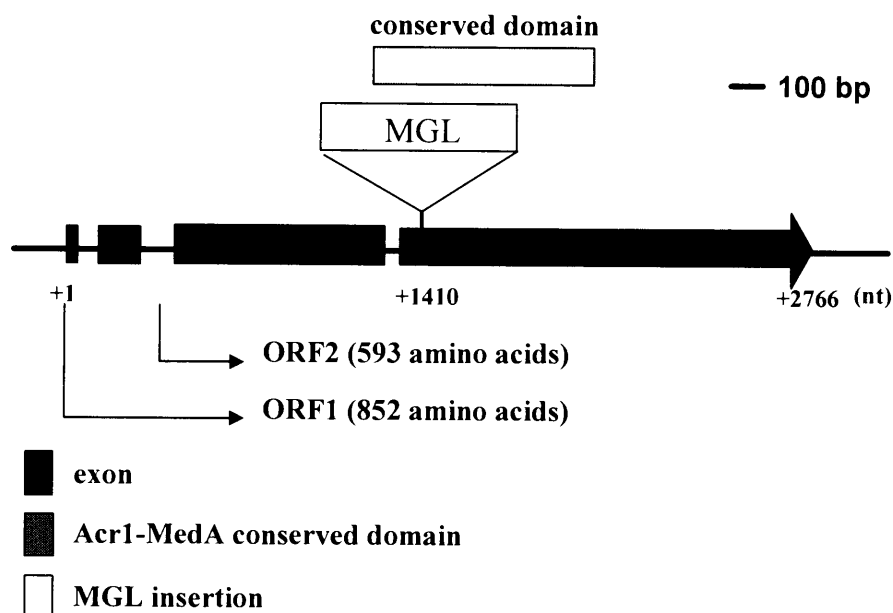 conserved domain
100 bp
MGL
+1
+1410
+2766 (nt)
ORF2 (593 amino acids)
ORF1 (852 amino acids)
exon
Acr1-MedA conserved domain
MGL insertion